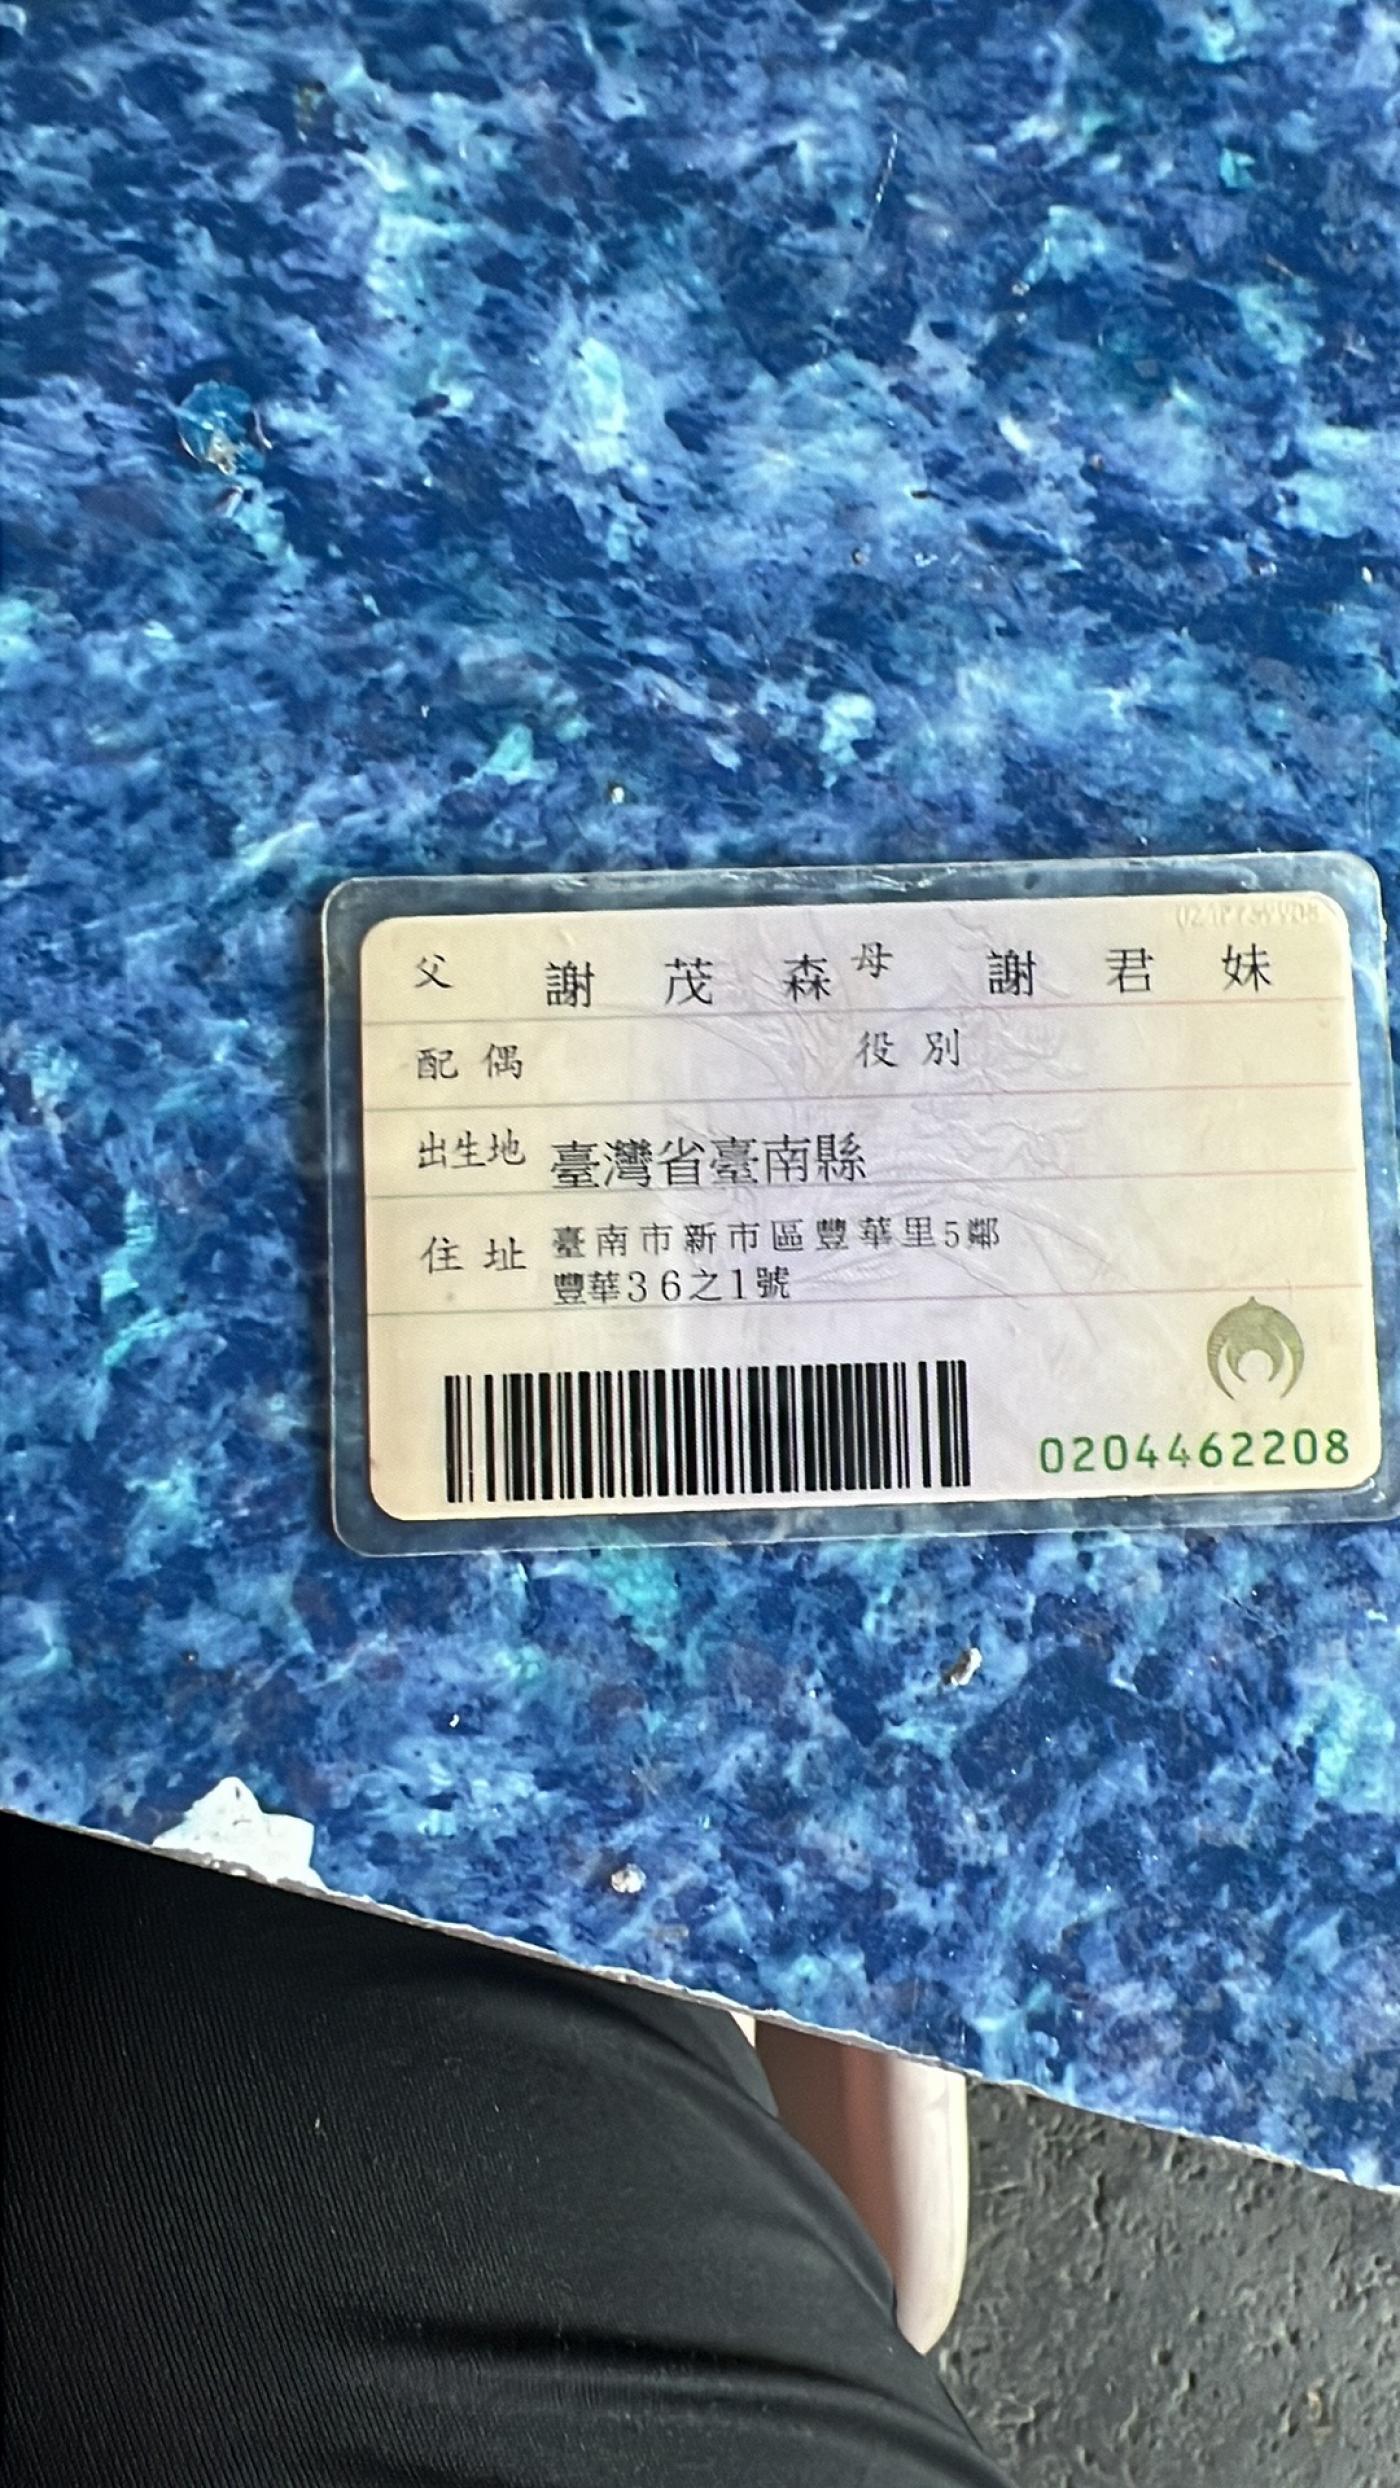 父 謝茂森 母 謝君妹
配偶 役別
出生地 臺灣省臺南縣
住址 臺南市新市區豐華里5鄰
豐華36之1號
0204462208